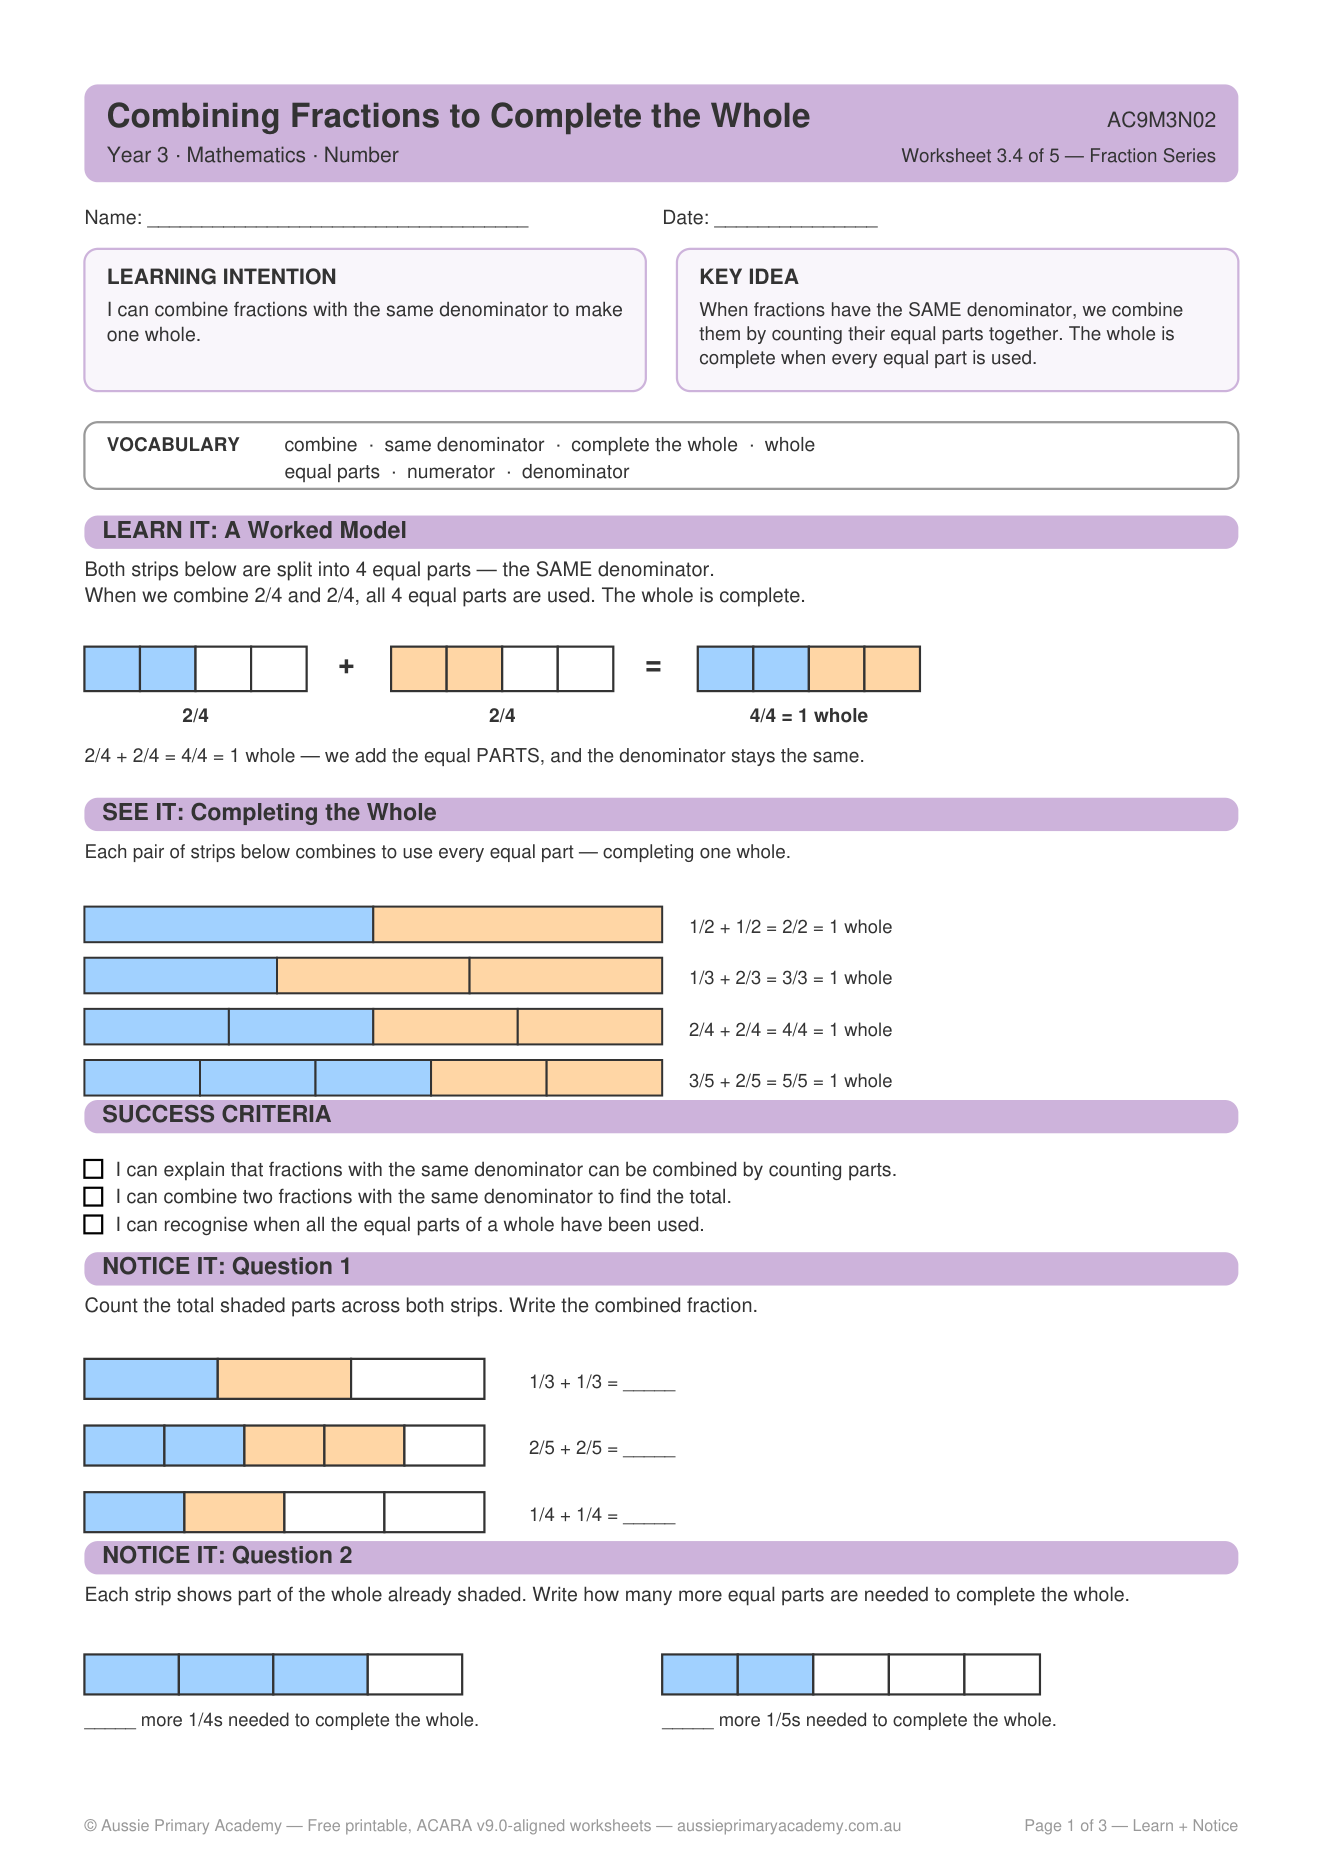 Combining Fractions to Complete the Whole
AC9M3N02
Year 3 · Mathematics · Number
Worksheet 3.4 of 5 — Fraction Series
Name: ___________________________________
Date: _______________
LEARNING INTENTION
I can combine fractions with the same denominator to make
one whole.
KEY IDEA
When fractions have the SAME denominator, we combine
them by counting their equal parts together. The whole is
complete when every equal part is used.
VOCABULARY
combine · same denominator · complete the whole · whole
equal parts · numerator · denominator
LEARN IT: A Worked Model
Both strips below are split into 4 equal parts — the SAME denominator.
When we combine 2/4 and 2/4, all 4 equal parts are used. The whole is complete.
+ =
2/4 2/4 4/4 = 1 whole
2/4 + 2/4 = 4/4 = 1 whole — we add the equal PARTS, and the denominator stays the same.
SEE IT: Completing the Whole
Each pair of strips below combines to use every equal part — completing one whole.
1/2 + 1/2 = 2/2 = 1 whole
1/3 + 2/3 = 3/3 = 1 whole
2/4 + 2/4 = 4/4 = 1 whole
3/5 + 2/5 = 5/5 = 1 whole
SUCCESS CRITERIA
I can explain that fractions with the same denominator can be combined by counting parts.
I can combine two fractions with the same denominator to find the total.
I can recognise when all the equal parts of a whole have been used.
NOTICE IT: Question 1
Count the total shaded parts across both strips. Write the combined fraction.
1/3 + 1/3 = _____
2/5 + 2/5 = _____
1/4 + 1/4 = _____
NOTICE IT: Question 2
Each strip shows part of the whole already shaded. Write how many more equal parts are needed to complete the whole.
_____ more 1/4s needed to complete the whole.
_____ more 1/5s needed to complete the whole.
© Aussie Primary Academy — Free printable, ACARA v9.0-aligned worksheets — aussieprimaryacademy.com.au
Page 1 of 3 — Learn + Notice